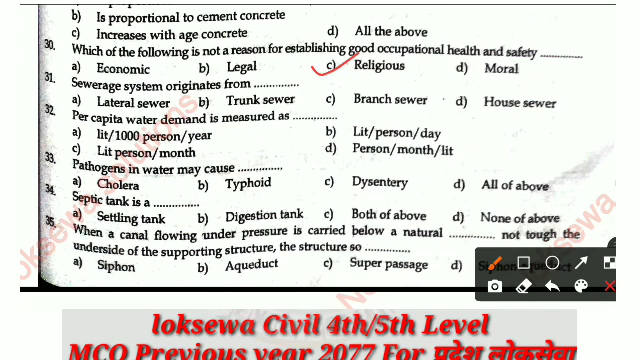 b) Is proportional to cement concrete
c) Increases with age concrete d) All the above
30. Which of the following is not a reason for establishing good occupational health and safety ..............
a) Economic b) Legal c) Religious d) Moral
31. Sewerage system originates from ..............
a) Lateral sewer b) Trunk sewer c) Branch sewer d) House sewer
32. Per capita water demand is measured as ..............
a) lit/1000 person/year b) Lit/person/day
c) Lit person/month d) Person/month/lit
33. Pathogens in water may cause ..............
a) Cholera b) Typhoid c) Dysentery d) All of above
34. Septic tank is a ..............
a) Settling tank b) Digestion tank c) Both of above d) None of above
35. When a canal flowing under pressure is carried below a natural .............. not tough the
underside of the supporting structure, the structure so ..............
a) Siphon b) Aqueduct c) Super passage d)
loksewa Civil 4th/5th Level
MCQ Previous year 2077 For प्रदेश लोकसेवा